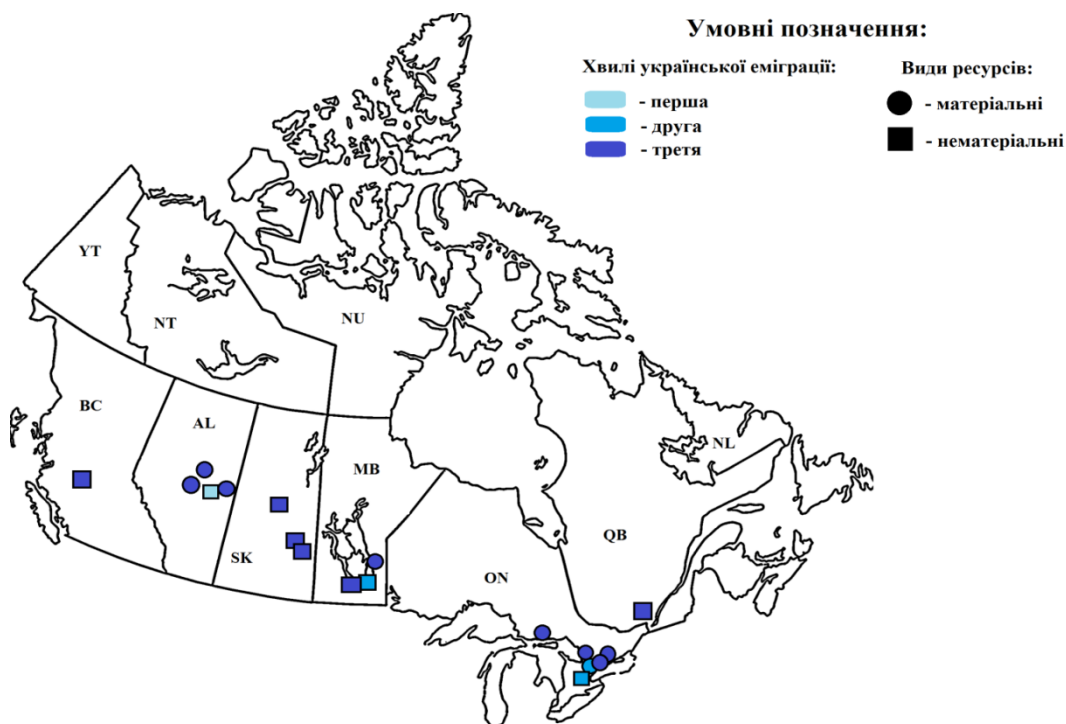 Умовні позначення:
Хвилі української еміграції:
- перша
- друга
- третя
Види ресурсів:
- матеріальні
- нематеріальні
YT
NT
NU
BC
AL
MB
NL
SK
QB
ON